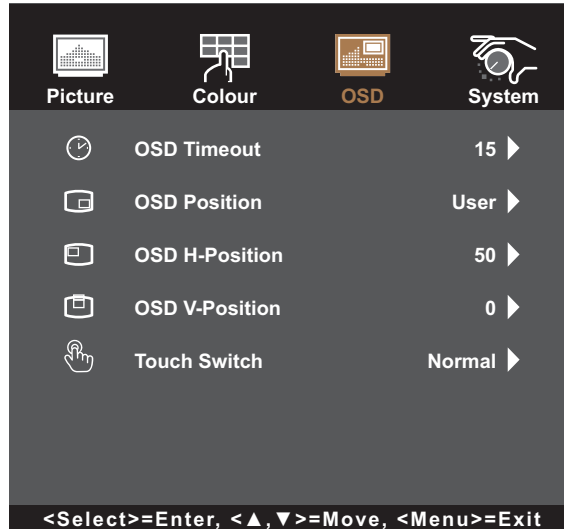 Picture Colour OSD System
OSD Timeout 15
OSD Position User
OSD H-Position 50
OSD V-Position 0
Touch Switch Normal
<Select>=Enter, <▲,▼>=Move, <Menu>=Exit